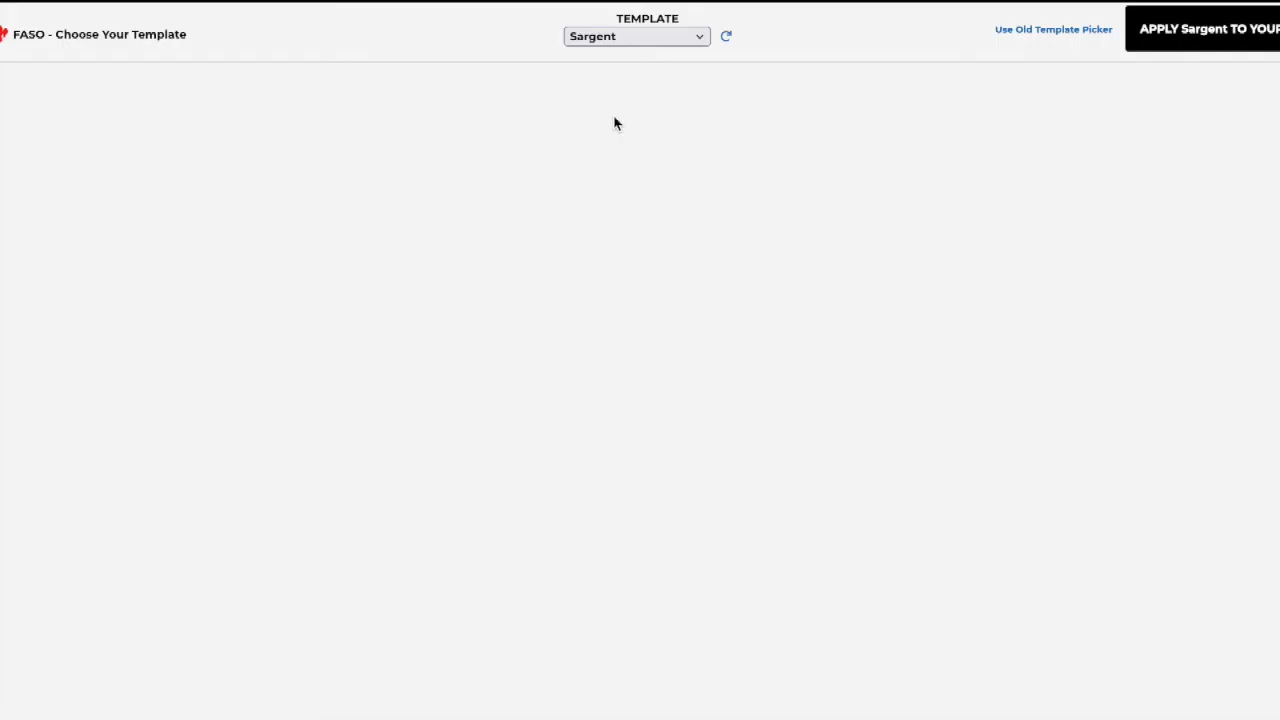 FASO - Choose Your Template
TEMPLATE
Sargent
Use Old Template Picker
APPLY Sargent TO YOUR